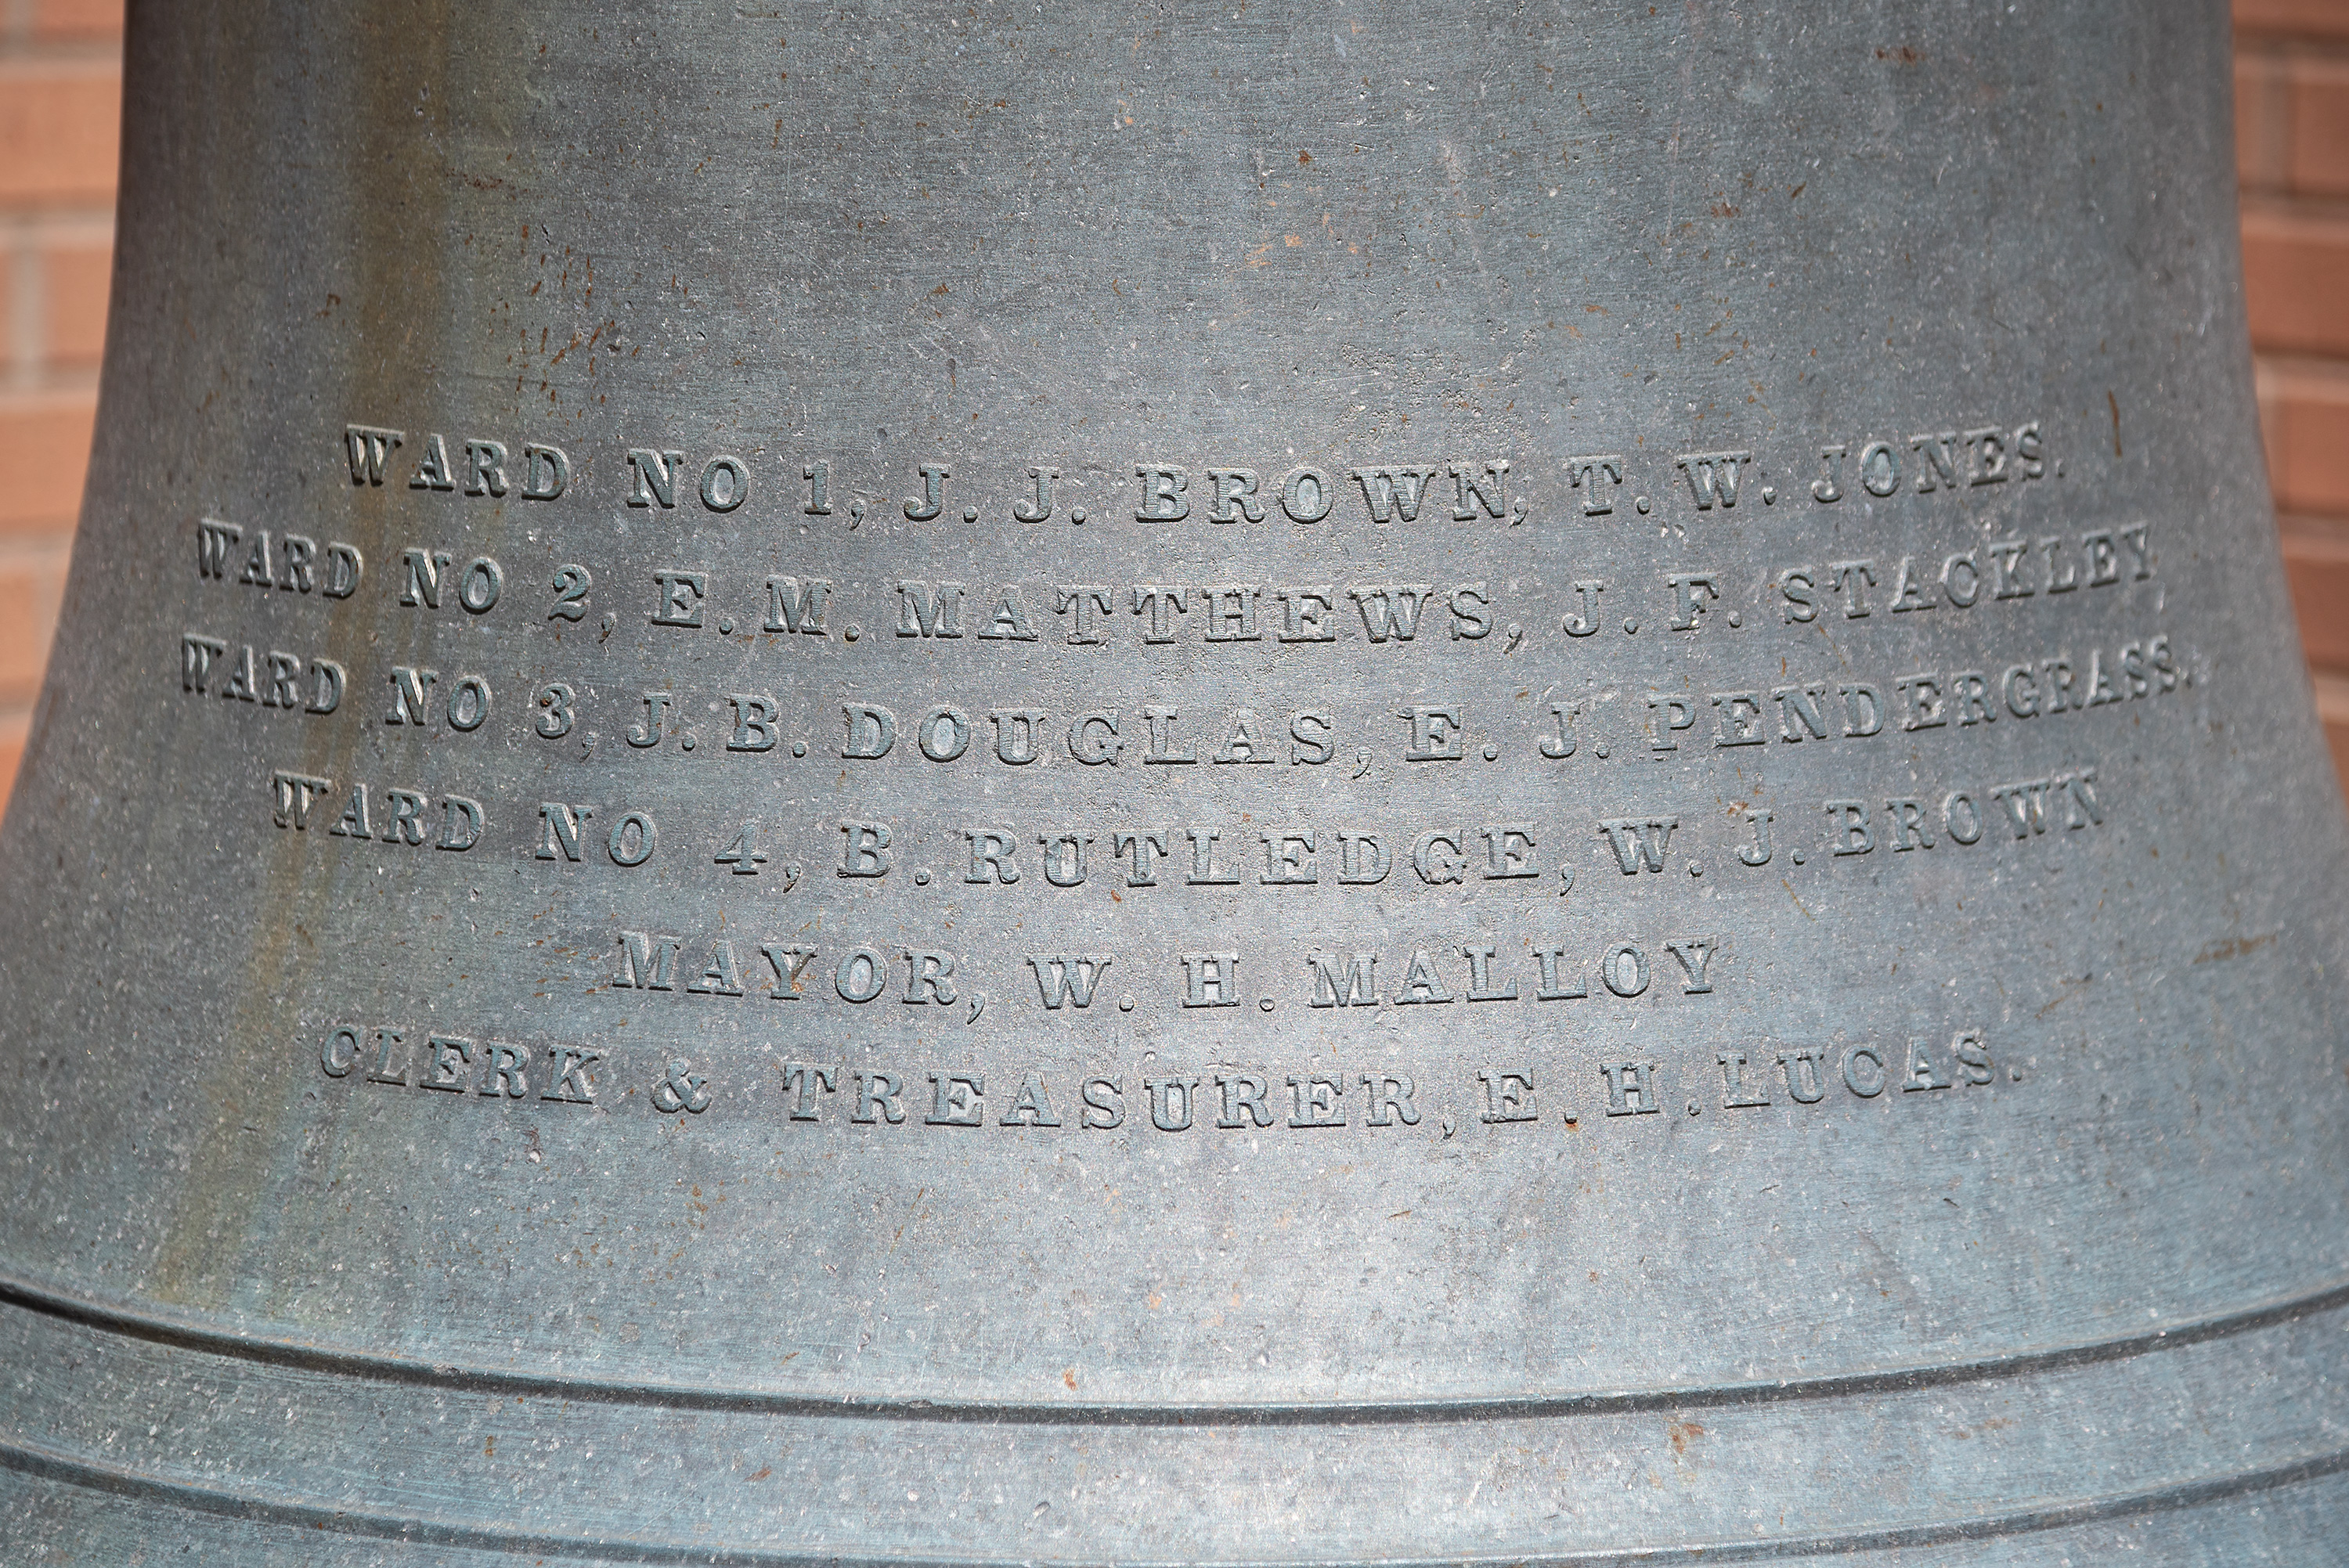 WARD NO 1, J. J. BROWN, T. W. JONES.
WARD NO 2, E. M. MATTHEWS, J. F. STACKLEY
WARD NO 3, J. B. DOUGLAS, E. J. PENDERGRASS.
WARD NO 4, B. RUTLEDGE, W. J. BROWN
MAYOR, W. H. MALLOY
CLERK & TREASURER, E. H. LUCAS.